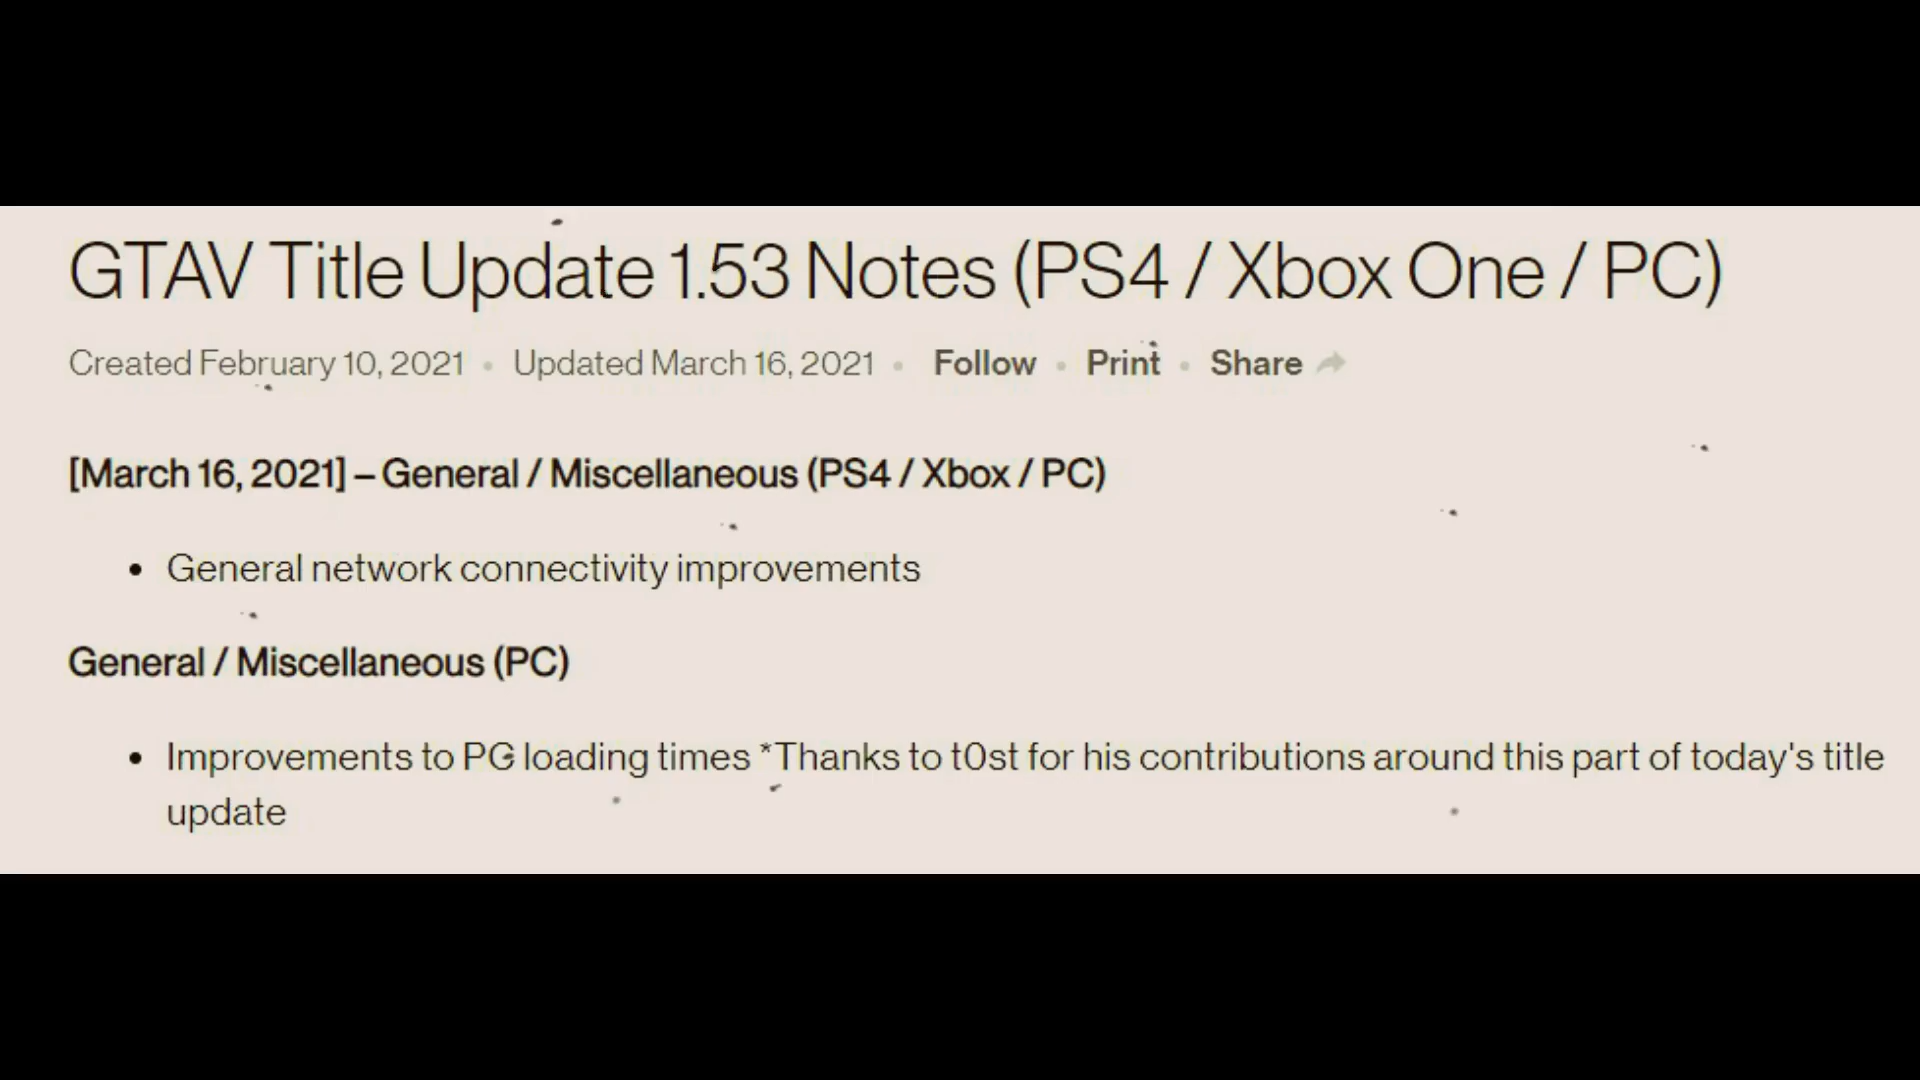 GTAV Title Update 1.53 Notes (PS4 / Xbox One / PC)
Created February 10, 2021 • Updated March 16, 2021 • Follow • Print • Share
[March 16, 2021] – General / Miscellaneous (PS4 / Xbox / PC)
• General network connectivity improvements
General / Miscellaneous (PC)
• Improvements to PC loading times *Thanks to t0st for his contributions around this part of today's title
update